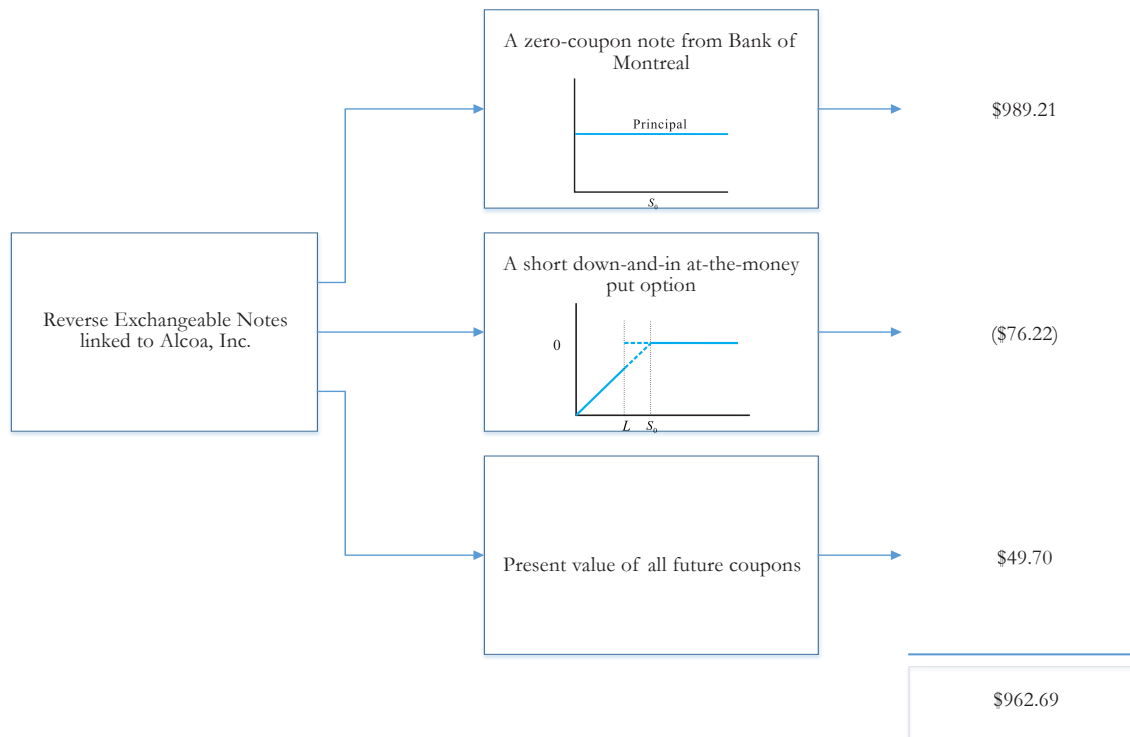 A zero-coupon note from Bank of
Montreal
Principal
S₀
$989.21
Reverse Exchangeable Notes
linked to Alcoa, Inc.
A short down-and-in at-the-money
put option
0
L S₀
($76.22)
Present value of all future coupons
$49.70
$962.69